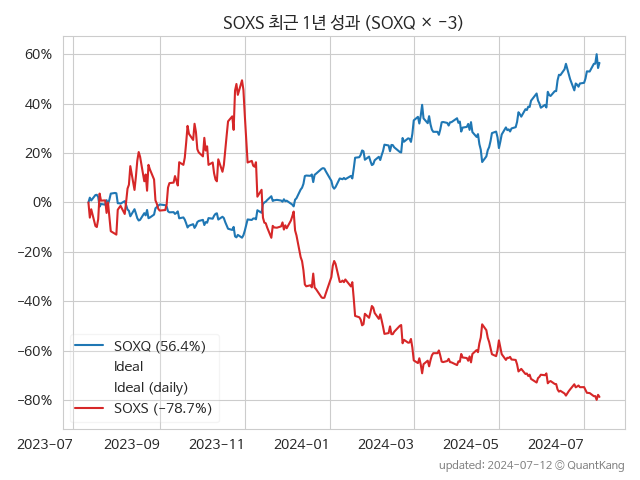 SOXS 최근 1년 성과 (SOXQ × −3)
60%
40%
20%
0%
−20%
−40%
−60%
−80%
SOXQ (56.4%)
Ideal
Ideal (daily)
SOXS (−78.7%)
2023-07 2023-09 2023-11 2024-01 2024-03 2024-05 2024-07
updated: 2024-07-12 © QuantKang